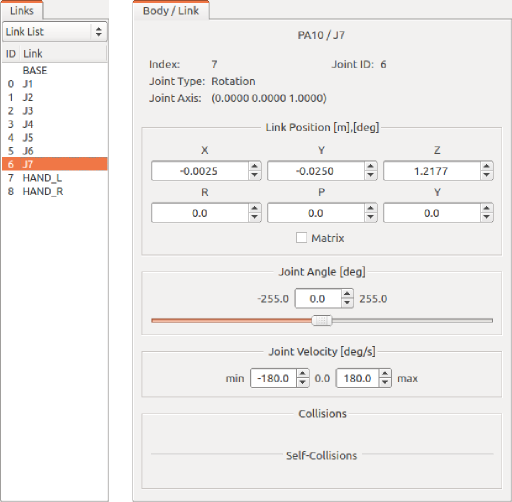 Links
Link List
ID Link
BASE
0 J1
1 J2
2 J3
3 J4
4 J5
5 J6
6 J7
7 HAND_L
8 HAND_R
Body / Link
PA10 / J7
Index: 7 Joint ID: 6
Joint Type: Rotation
Joint Axis: (0.0000 0.0000 1.0000)
Link Position [m],[deg]
X Y Z
-0.0025 -0.0250 1.2177
R P Y
0.0 0.0 0.0
Matrix
Joint Angle [deg]
-255.0 0.0 255.0
Joint Velocity [deg/s]
min -180.0 0.0 180.0 max
Collisions
Self-Collisions